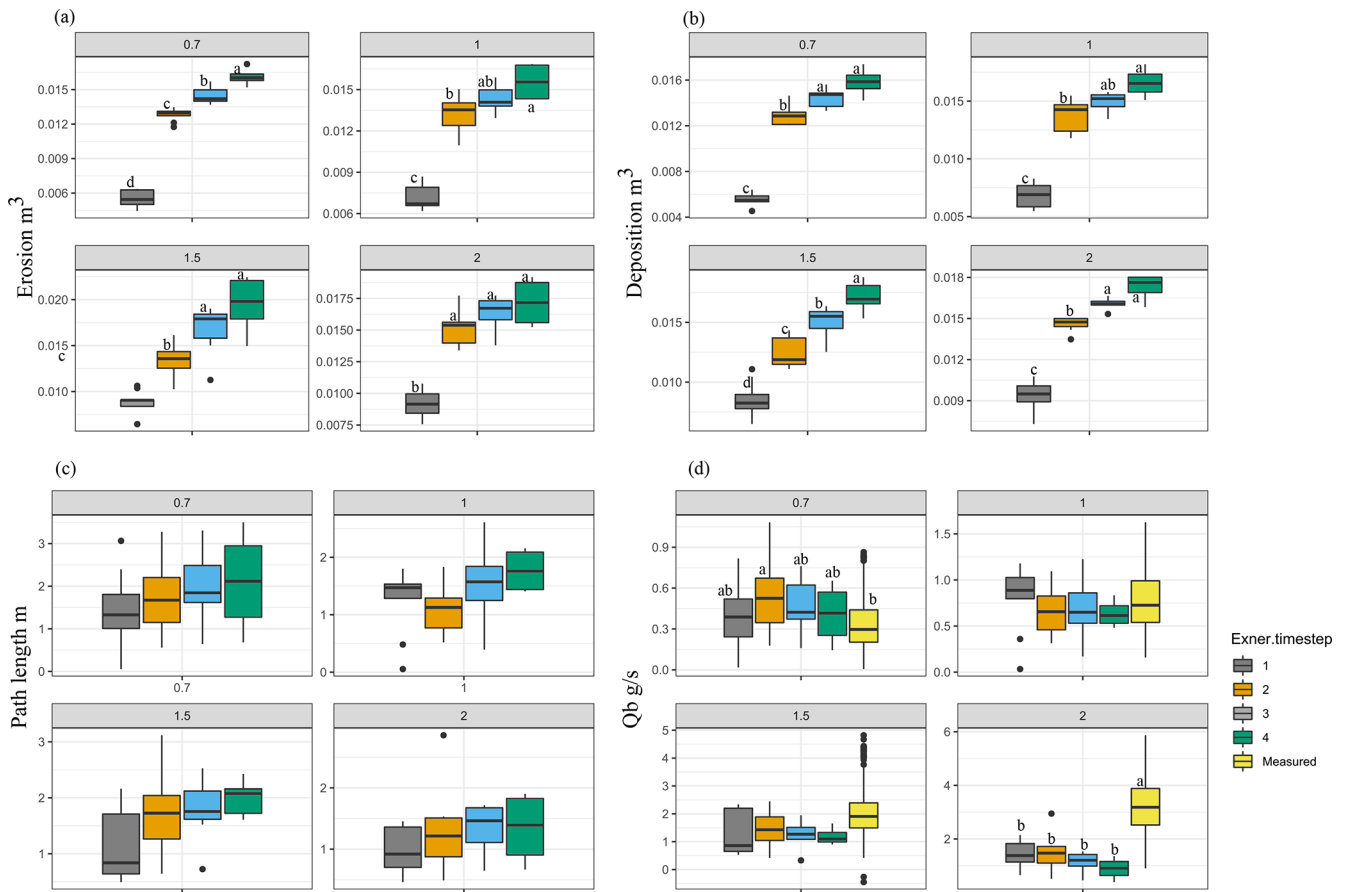 (a)
0.7
1
0.015
0.012
0.009
0.006
d
c
b
a
0.015
0.012
0.009
0.006
c
b
ab
a
1.5
2
0.020
0.015
0.010
c
b
a
a
0.0175
0.0150
0.0125
0.0100
0.0075
b
a
a
a
Erosion m³
(b)
0.7
1
0.016
0.012
0.008
0.004
c
b
a
a
0.015
0.010
0.005
c
b
ab
a
1.5
2
0.020
0.015
0.010
d
c
b
a
0.018
0.015
0.012
0.009
c
b
a
a
Deposition m³
(c)
0.7
1
3
2
1
0
0.7
2
1
0
1
1.5
2
3
2
1
2
1
Path length m
(d)
0.7
1
0.9
0.6
0.3
0.0
ab
a
ab
ab
b
1.5
1.0
0.5
0.0
1.5
2
5
4
3
2
1
0
6
4
2
b
b
b
b
a
Qb g/s
Exner.timestep
1
2
3
4
Measured